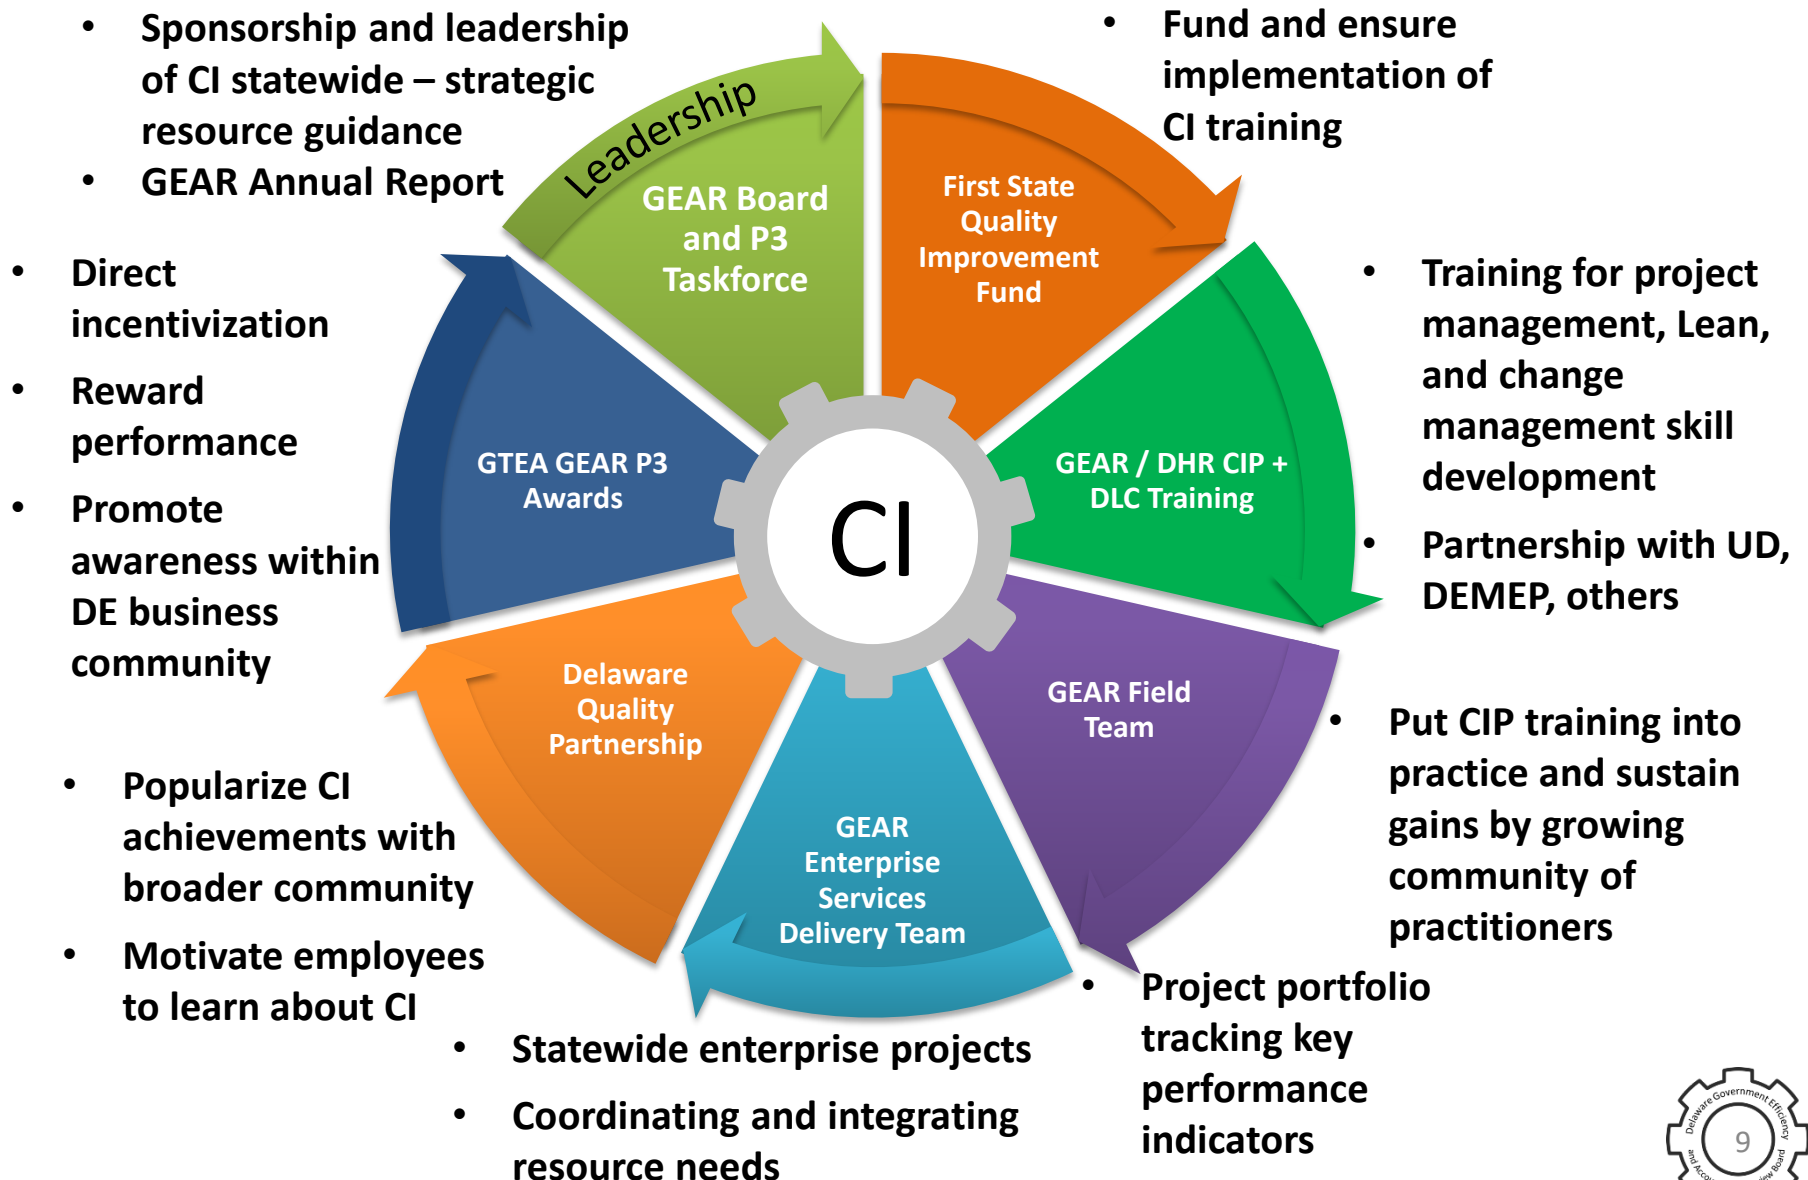 • Sponsorship and leadership
of CI statewide – strategic
resource guidance
• GEAR Annual Report
• Fund and ensure
implementation of
CI training
Leadership
GEAR Board
and P3
Taskforce
First State
Quality
Improvement
Fund
• Direct
incentivization
• Reward
performance
• Promote
awareness within
DE business
community
• Training for project
management, Lean,
and change
management skill
development
• Partnership with UD,
DEMEP, others
GTEA GEAR P3
Awards
CI
GEAR / DHR CIP +
DLC Training
Delaware
Quality
Partnership
GEAR Field
Team
GEAR
Enterprise
Services
Delivery Team
• Put CIP training into
practice and sustain
gains by growing
community of
practitioners
• Popularize CI
achievements with
broader community
• Motivate employees
to learn about CI
• Project portfolio
tracking key
performance
indicators
• Statewide enterprise projects
• Coordinating and integrating
resource needs
Delaware Government Efficiency
9
and Board